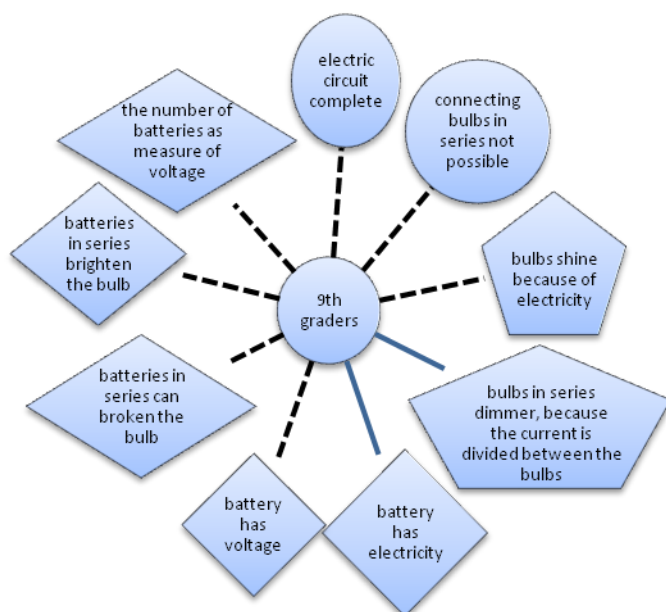 electric
circuit
complete
connecting
bulbs in
series not
possible
the number of
batteries as
measure of
voltage
batteries
in series
brighten
the bulb
bulbs shine
because of
electricity
9th
graders
batteries in
series can
broken the
bulb
bulbs in series
dimmer, because
the current is
divided between the
bulbs
battery
has
voltage
battery
has
electricity